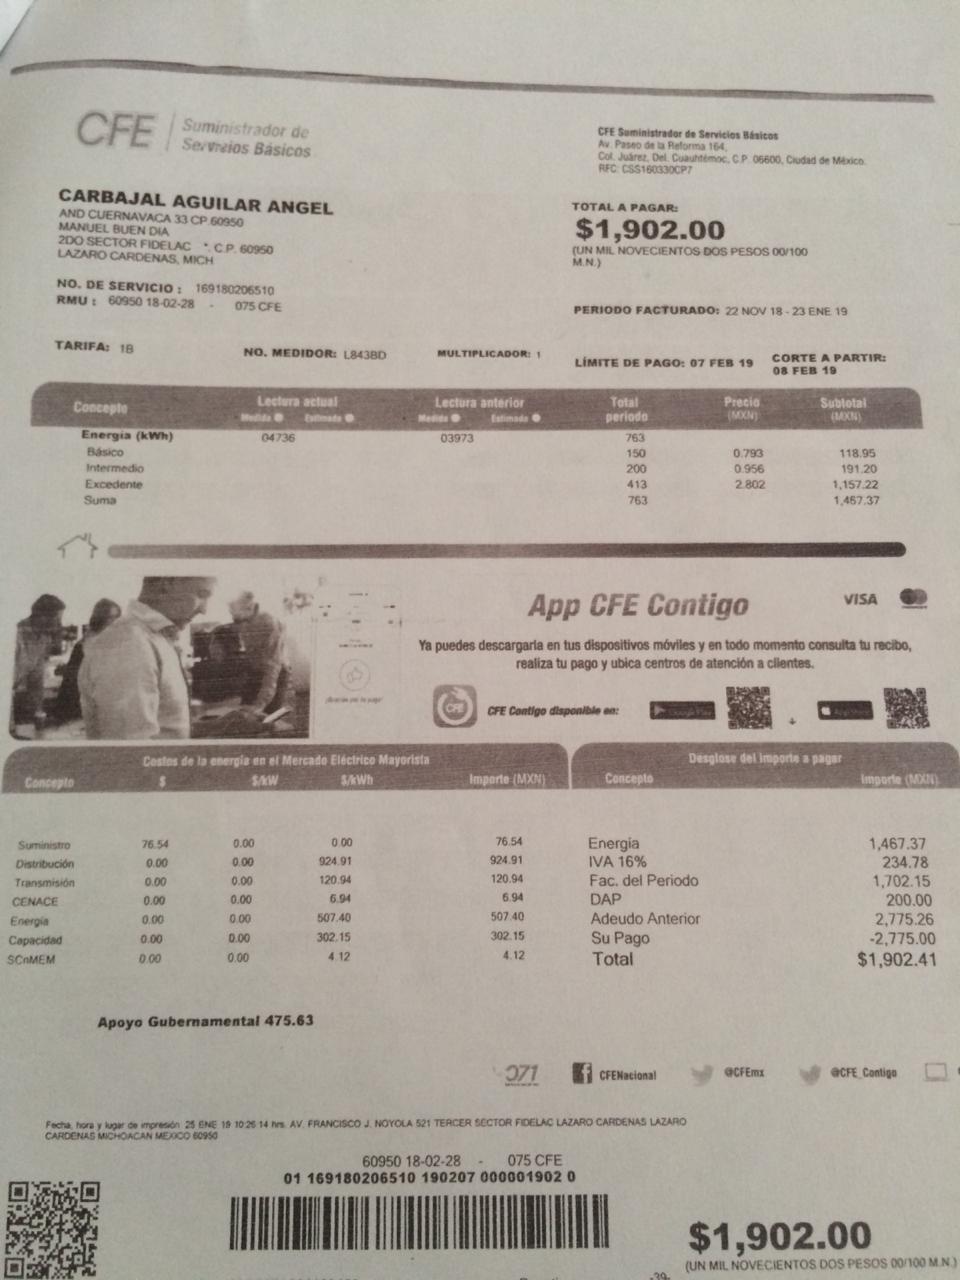 CFE Suministrador de
Servicios Básicos
CFE Suministrador de Servicios Básicos
Av. Paseo de la Reforma 164,
Col. Juárez, Del. Cuauhtémoc, C.P. 06600, Ciudad de México.
RFC: CSS160330CP7
CARBAJAL AGUILAR ANGEL
AND CUERNAVACA 33 CP.60950
MANUEL BUEN DIA
2DO SECTOR FIDELAC *. C.P. 60950
LAZARO CARDENAS, MICH
TOTAL A PAGAR:
$1,902.00
(UN MIL NOVECIENTOS DOS PESOS 00/100
M.N.)
NO. DE SERVICIO : 169180206510
RMU : 60950 18-02-28 - 075 CFE
PERIODO FACTURADO: 22 NOV 18 - 23 ENE 19
TARIFA: 1B NO. MEDIDOR: L843BD MULTIPLICADOR: 1 LÍMITE DE PAGO: 07 FEB 19 CORTE A PARTIR:
08 FEB 19
Concepto Lectura actual Lectura anterior Total Precio Subtotal
Medida Estimada Medida Estimada periodo (MXN) (MXN)
Energía (kWh) 04736 03973 763
Básico 150 0.793 118.95
Intermedio 200 0.956 191.20
Excedente 413 2.802 1,157.22
Suma 763 1,467.37
App CFE Contigo VISA
Ya puedes descargarla en tus dispositivos móviles y en todo momento consulta tu recibo,
realiza tu pago y ubica centros de atención a clientes.
CFE CFE Contigo disponible en:
Costos de la energía en el Mercado Eléctrico Mayorista
Concepto $ $/kW $/kWh Importe (MXN)
Suministro 76.54 0.00 0.00 76.54
Distribución 0.00 0.00 924.91 924.91
Transmisión 0.00 0.00 120.94 120.94
CENACE 0.00 0.00 6.94 6.94
Energía 0.00 0.00 507.40 507.40
Capacidad 0.00 0.00 302.15 302.15
SCnMEM 0.00 0.00 4.12 4.12
Desglose del importe a pagar
Concepto Importe (MXN)
Energía 1,467.37
IVA 16% 234.78
Fac. del Periodo 1,702.15
DAP 200.00
Adeudo Anterior 2,775.26
Su Pago -2,775.00
Total $1,902.41
Apoyo Gubernamental 475.63
071 CFENacional @CFEmx @CFE_Contigo
Fecha, hora y lugar de impresión 25 ENE 19 10:26:14 hrs. AV. FRANCISCO J. NOYOLA 521 TERCER SECTOR FIDELAC LAZARO CARDENAS LAZARO
CARDENAS MICHOACAN MEXICO 60950
60950 18-02-28 - 075 CFE
01 169180206510 190207 000001902 0
$1,902.00
(UN MIL NOVECIENTOS DOS PESOS 00/100 M.N.)
-39-